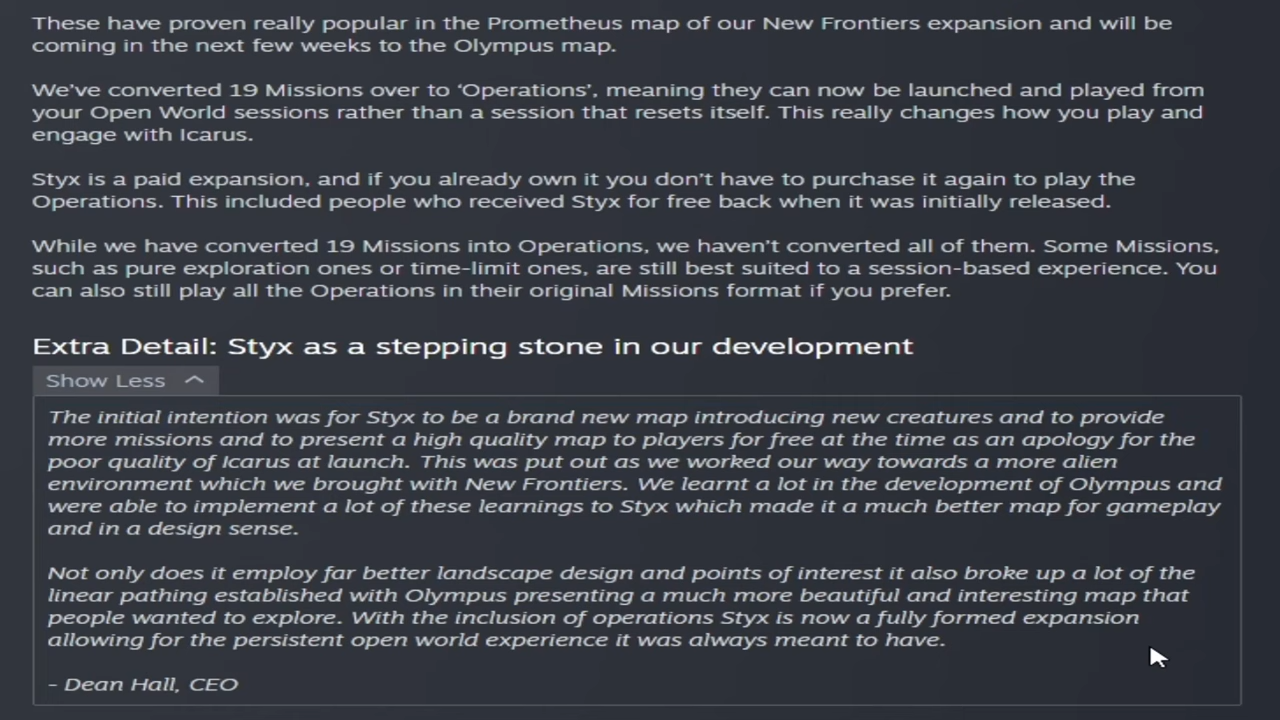 These have proven really popular in the Prometheus map of our New Frontiers expansion and will be
coming in the next few weeks to the Olympus map.
We've converted 19 Missions over to 'Operations', meaning they can now be launched and played from
your Open World sessions rather than a session that resets itself. This really changes how you play and
engage with Icarus.
Styx is a paid expansion, and if you already own it you don't have to purchase it again to play the
Operations. This included people who received Styx for free back when it was initially released.
While we have converted 19 Missions into Operations, we haven't converted all of them. Some Missions,
such as pure exploration ones or time-limit ones, are still best suited to a session-based experience. You
can also still play all the Operations in their original Missions format if you prefer.
Extra Detail: Styx as a stepping stone in our development
Show Less
The initial intention was for Styx to be a brand new map introducing new creatures and to provide
more missions and to present a high quality map to players for free at the time as an apology for the
poor quality of Icarus at launch. This was put out as we worked our way towards a more alien
environment which we brought with New Frontiers. We learnt a lot in the development of Olympus and
were able to implement a lot of these learnings to Styx which made it a much better map for gameplay
and in a design sense.
Not only does it employ far better landscape design and points of interest it also broke up a lot of the
linear pathing established with Olympus presenting a much more beautiful and interesting map that
people wanted to explore. With the inclusion of operations Styx is now a fully formed expansion
allowing for the persistent open world experience it was always meant to have.
- Dean Hall, CEO